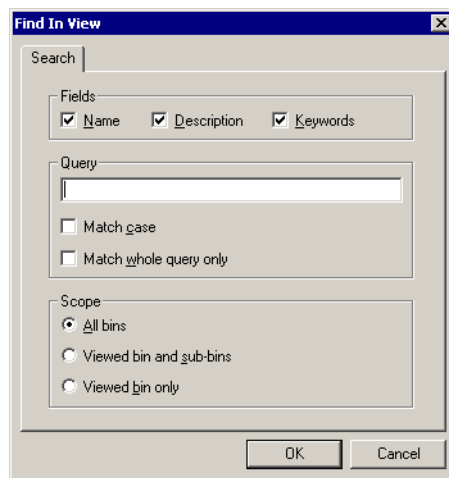 Find In View
Search
Fields
Name Description Keywords
Query
Match case
Match whole query only
Scope
All bins
Viewed bin and sub-bins
Viewed bin only
OK Cancel